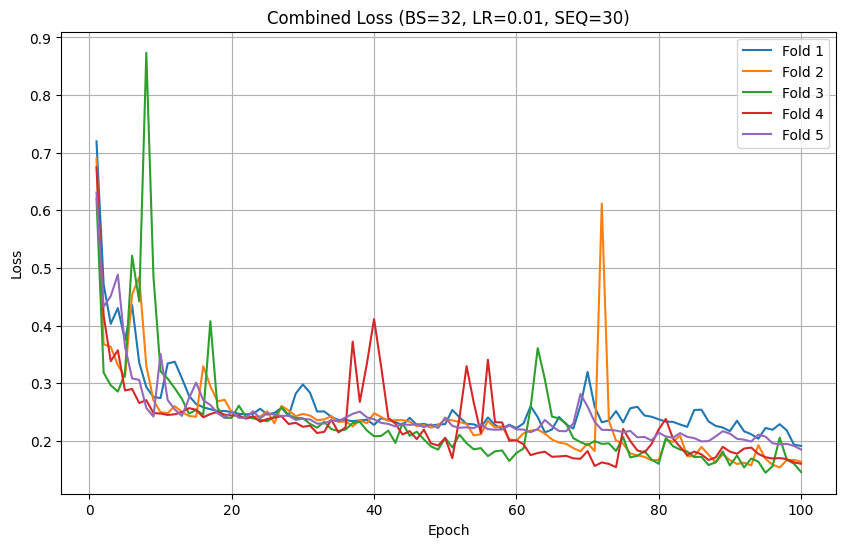 Combined Loss (BS=32, LR=0.01, SEQ=30)
Loss
0.9
0.8
0.7
0.6
0.5
0.4
0.3
0.2
Fold 1
Fold 2
Fold 3
Fold 4
Fold 5
0 20 40 60 80 100
Epoch